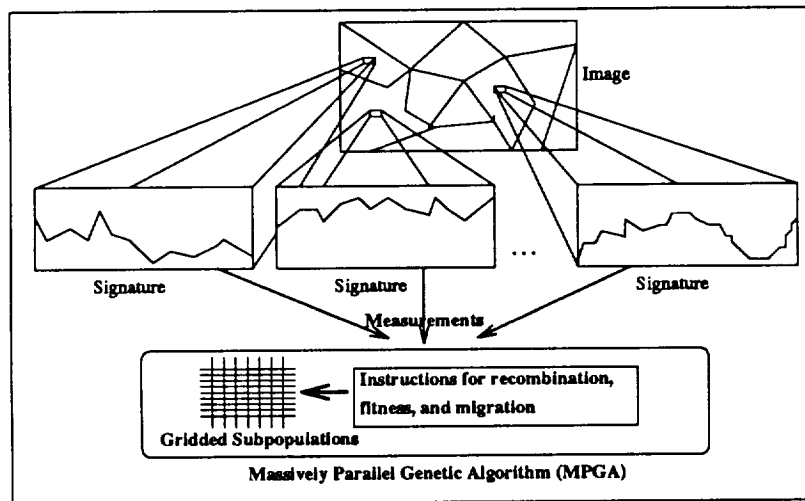 Image
...
Signature
Signature
Signature
Measurements
Instructions for recombination,
fitness, and migration
Gridded Subpopulations
Massively Parallel Genetic Algorithm (MPGA)